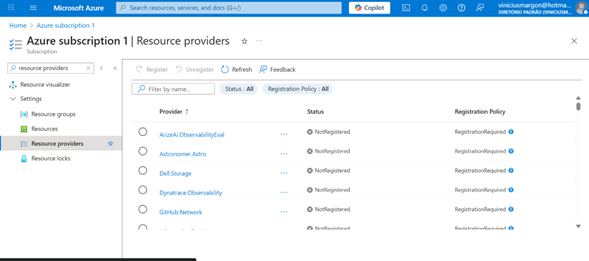 Microsoft Azure
Search resources, services, and docs (G+/)
Copilot
viniciusmargon@hotma...
DIRETÓRIO PADRÃO (VINICIUSM...
Home > Azure subscription 1 >
Azure subscription 1 | Resource providers
Subscription
resource providers
Register
Unregister
Refresh
Feedback
Resource visualizer
Settings
Resource groups
Resources
Resource providers
Resource locks
Filter by name...
Status : All
Registration Policy : All
Provider ↑ Status Registration Policy
ArizeAi.ObservabilityEval ... NotRegistered RegistrationRequired
Astronomer.Astro ... NotRegistered RegistrationRequired
Dell.Storage ... NotRegistered RegistrationRequired
Dynatrace.Observability ... NotRegistered RegistrationRequired
GitHub.Network ... NotRegistered RegistrationRequired
NotRegistered RegistrationRequired